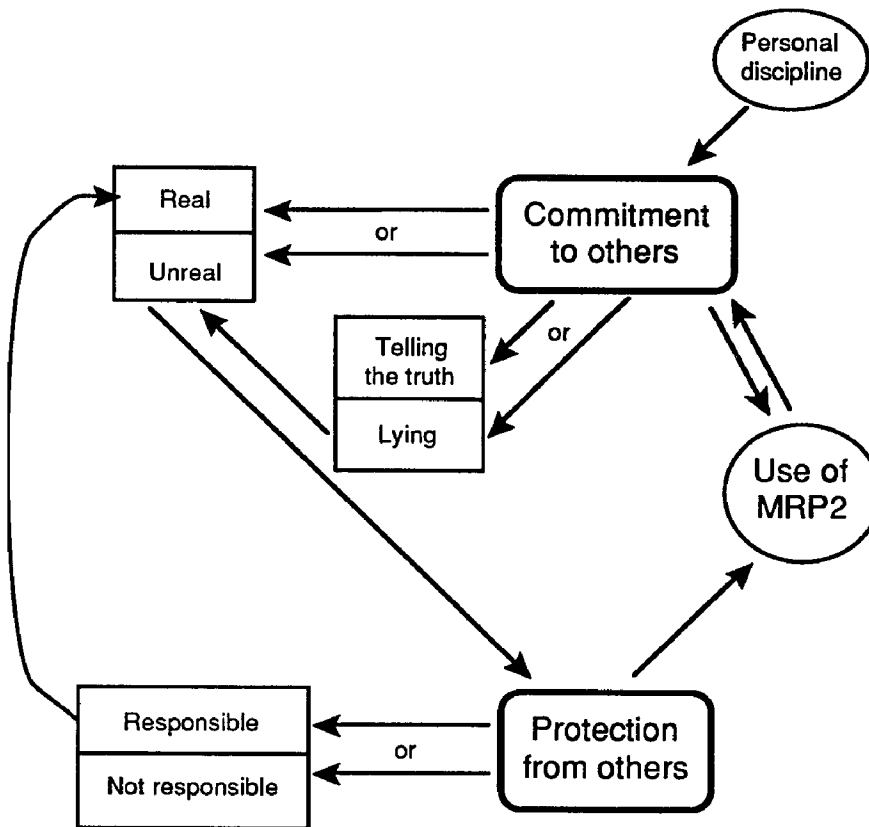 Personal
discipline
Commitment
to others
Real
or
Unreal
or
Telling
the truth
Lying
Use of
MRP2
Responsible
or
Not responsible
Protection
from others